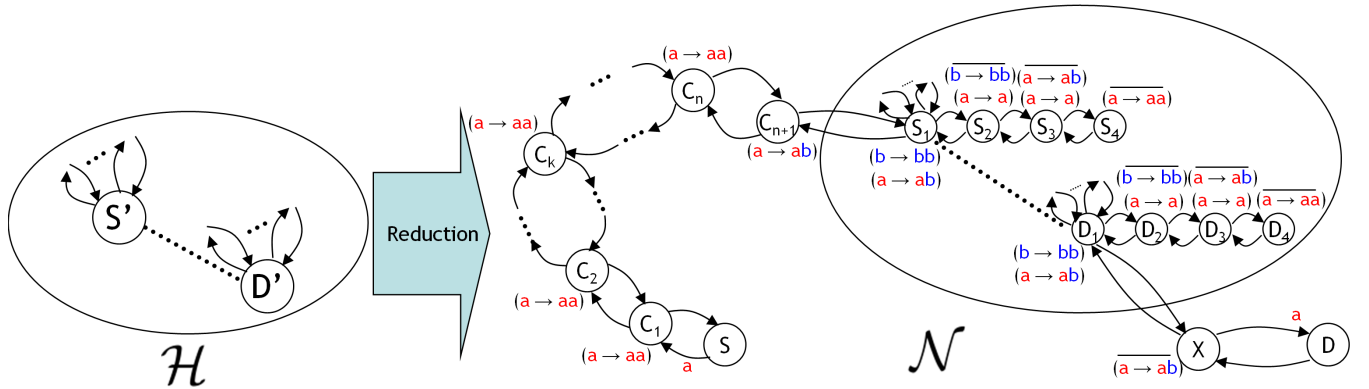 S’
D’
ℋ
Reduction
(a → aa)
Cₙ
Cₙ₊₁
(a → ab)
(a → aa)
Cₖ
C₂
(a → aa)
C₁
(a → aa)
S
a
(b → bb) (a → ab)
(a → a) (a → a) (a → aa)
S₁ S₂ S₃ S₄
(b → bb)
(a → ab)
(b → bb) (a → ab)
(a → a) (a → a) (a → aa)
D₁ D₂ D₃ D₄
(b → bb)
(a → ab)
𝒩
X
(a → ab)
a
D